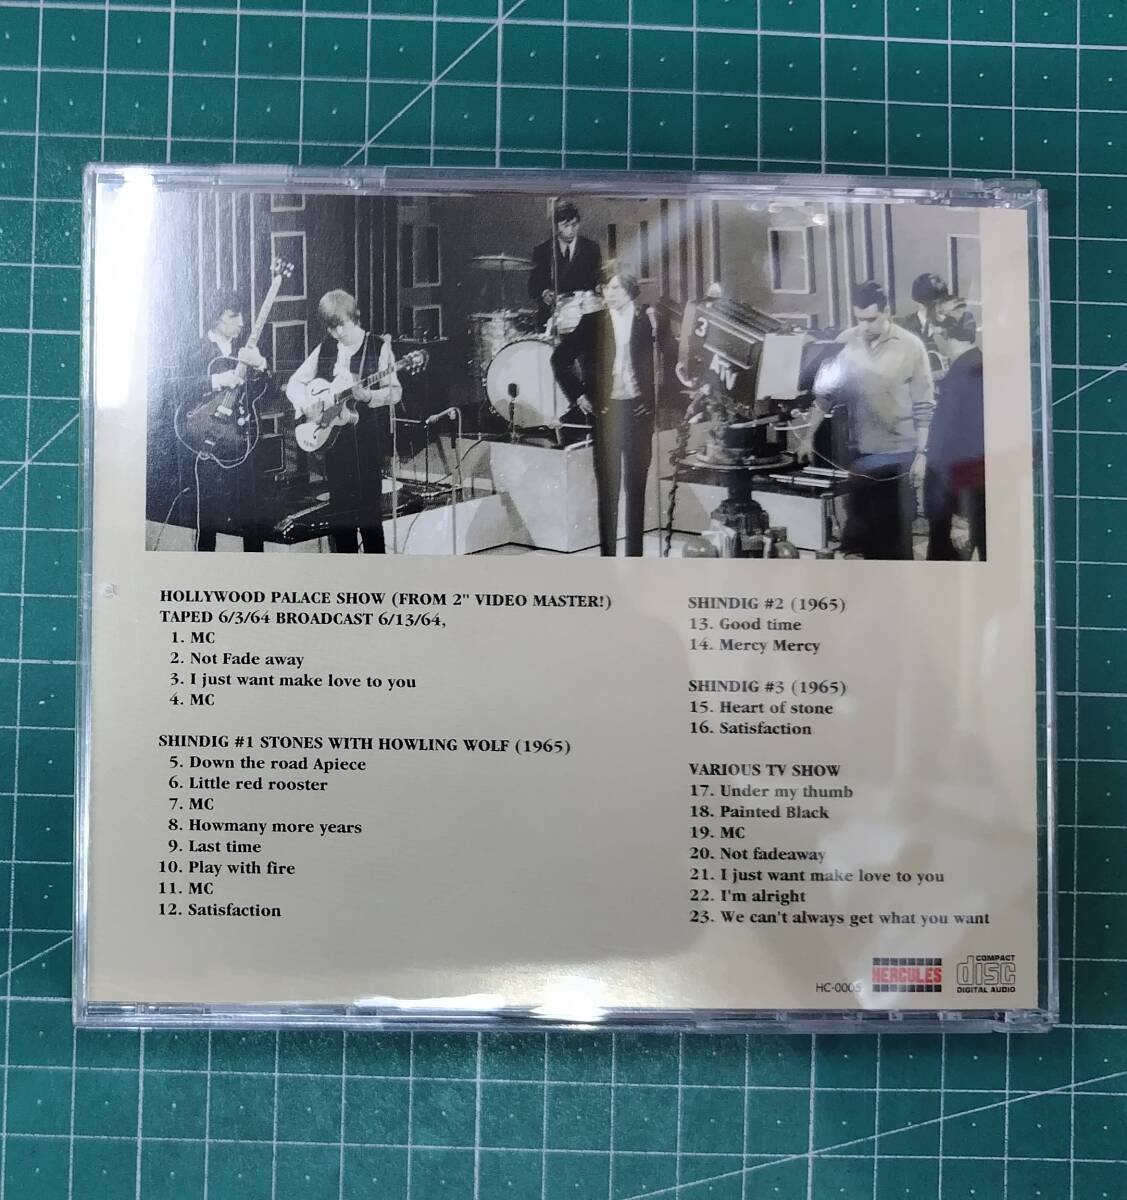 3
ATV
HOLLYWOOD PALACE SHOW (FROM 2" VIDEO MASTER!)
TAPED 6/3/64 BROADCAST 6/13/64,
1. MC
2. Not Fade away
3. I just want make love to you
4. MC
SHINDIG #1 STONES WITH HOWLING WOLF (1965)
5. Down the road Apiece
6. Little red rooster
7. MC
8. Howmany more years
9. Last time
10. Play with fire
11. MC
12. Satisfaction
SHINDIG #2 (1965)
13. Good time
14. Mercy Mercy
SHINDIG #3 (1965)
15. Heart of stone
16. Satisfaction
VARIOUS TV SHOW
17. Under my thumb
18. Painted Black
19. MC
20. Not fadeaway
21. I just want make love to you
22. I'm alright
23. We can't always get what you want
HC-0005
HERCULES
COMPACT
disc
DIGITAL AUDIO